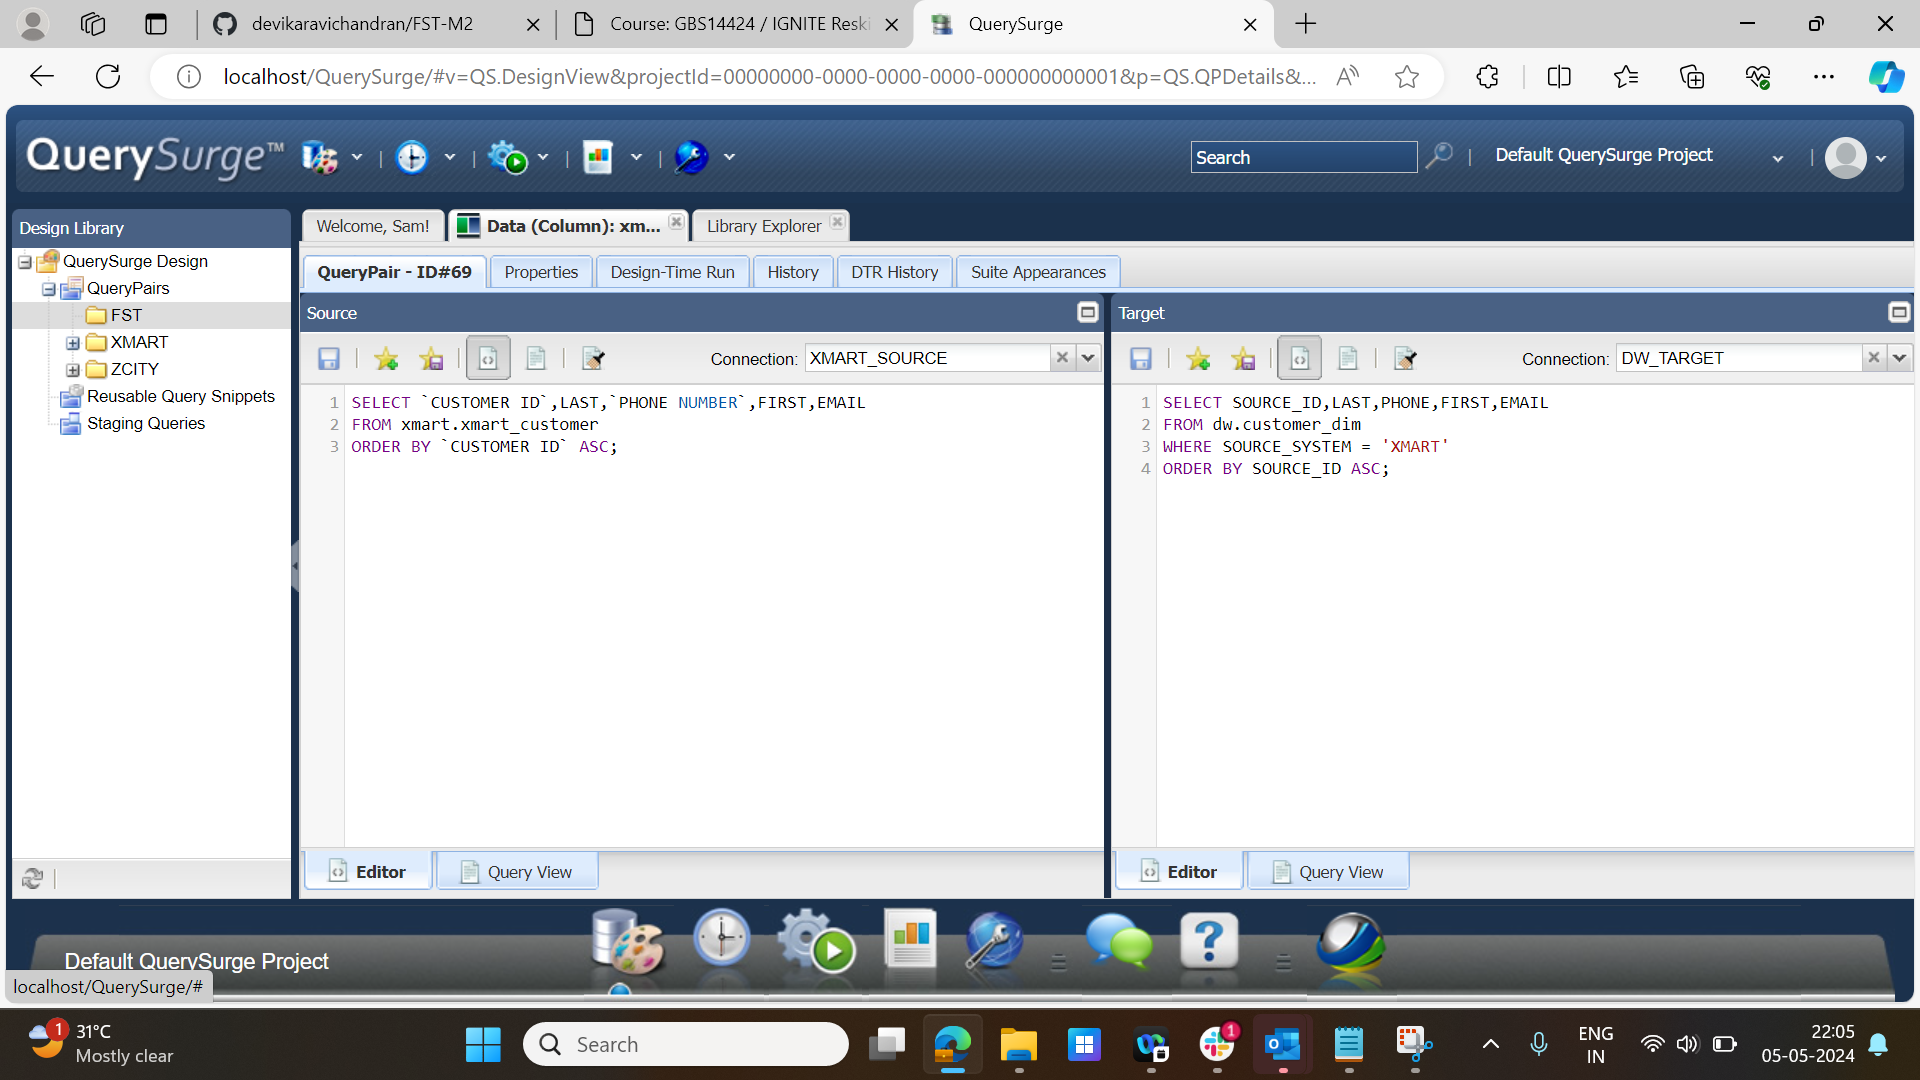 devikaravichandran/FST-M2
Course: GBS14424 / IGNITE Reski
QuerySurge
localhost/QuerySurge/#v=QS.DesignView&projectId=00000000-0000-0000-0000-000000000001&p=QS.QPDetails&...
QuerySurge™
Search
Default QuerySurge Project
Design Library
QuerySurge Design
QueryPairs
FST
XMART
ZCITY
Reusable Query Snippets
Staging Queries
Welcome, Sam!
Data (Column): xm...
Library Explorer
QueryPair - ID#69
Properties
Design-Time Run
History
DTR History
Suite Appearances
Source
Connection: XMART_SOURCE
1 SELECT `CUSTOMER ID`,LAST,`PHONE NUMBER`,FIRST,EMAIL
2 FROM xmart.xmart_customer
3 ORDER BY `CUSTOMER ID` ASC;
Editor
Query View
Target
Connection: DW_TARGET
1 SELECT SOURCE_ID,LAST,PHONE,FIRST,EMAIL
2 FROM dw.customer_dim
3 WHERE SOURCE_SYSTEM = 'XMART'
4 ORDER BY SOURCE_ID ASC;
Editor
Query View
Default QuerySurge Project
localhost/QuerySurge/#
1
31°C
Mostly clear
Search
1
ENG
IN
22:05
05-05-2024